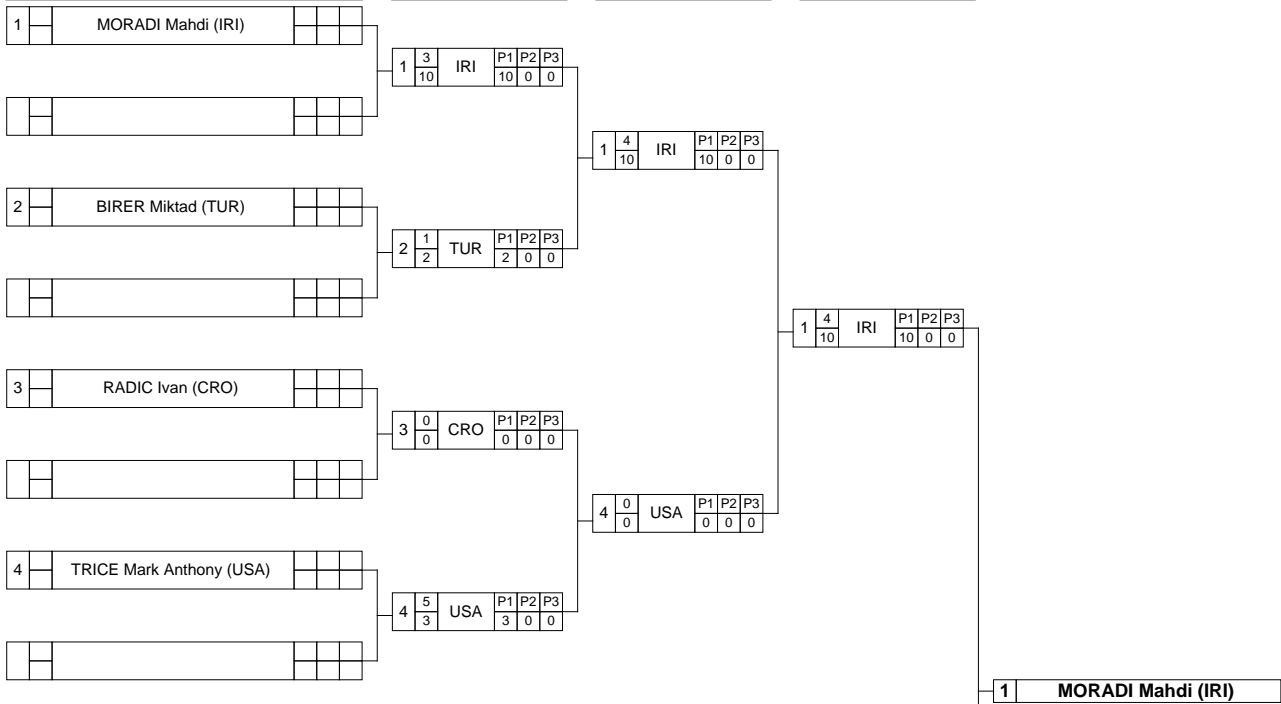 1 MORADI Mahdi (IRI)
1 3 10 IRI P1 P2 P3 10 0 0
1 4 10 IRI P1 P2 P3 10 0 0
2 BIRER Miktad (TUR)
2 1 2 TUR P1 P2 P3 2 0 0
1 4 10 IRI P1 P2 P3 10 0 0
3 RADIC Ivan (CRO)
3 0 0 CRO P1 P2 P3 0 0 0
4 0 0 USA P1 P2 P3 0 0 0
4 TRICE Mark Anthony (USA)
4 5 3 USA P1 P2 P3 3 0 0
1 MORADI Mahdi (IRI)